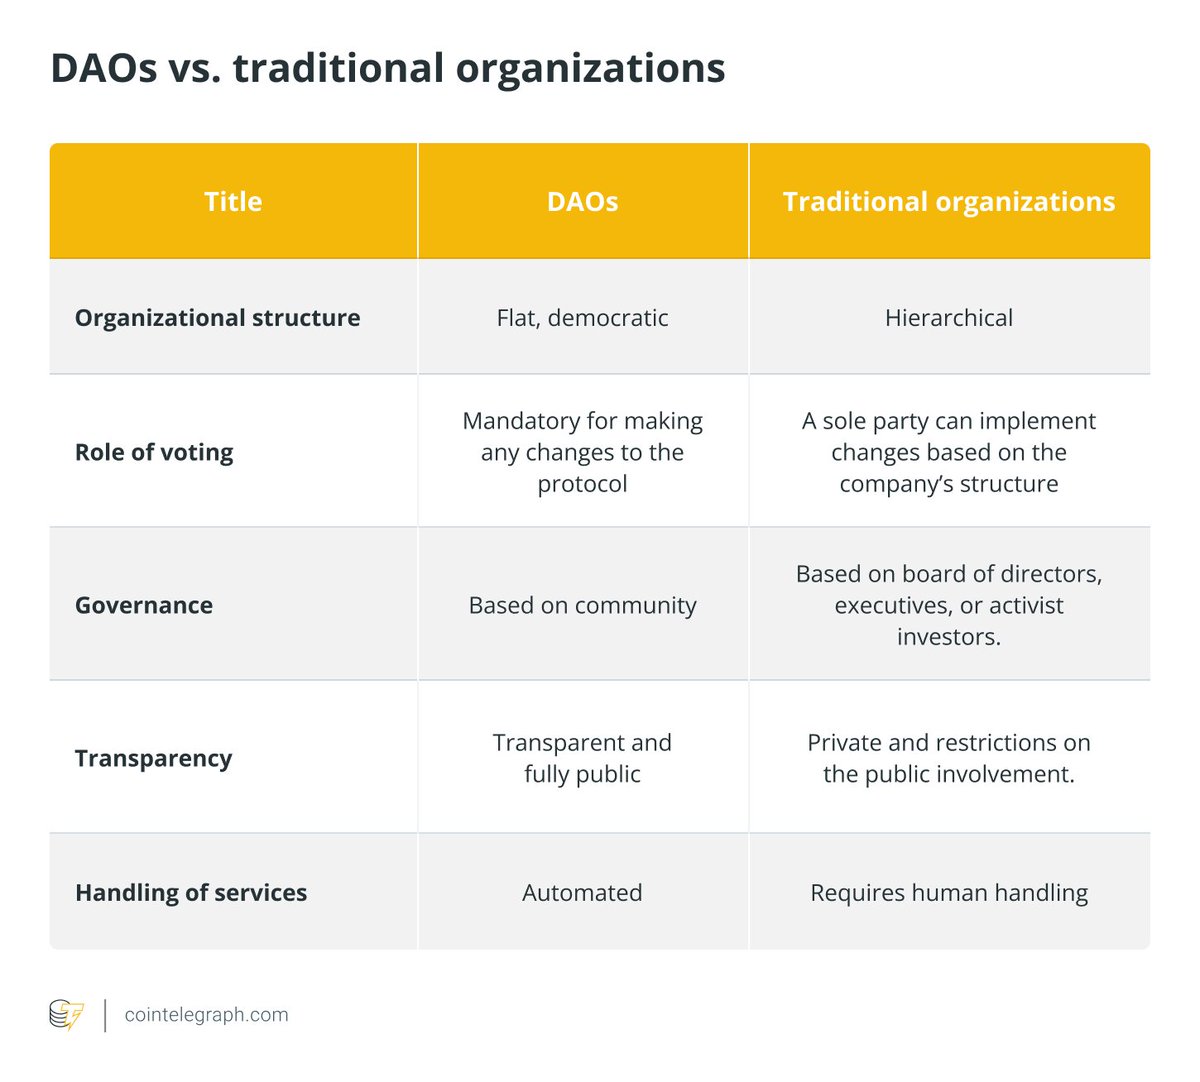 DAOs vs. traditional organizations
Title
DAOs
Traditional organizations
Organizational structure
Flat, democratic
Hierarchical
Role of voting
Mandatory for making
any changes to the
protocol
A sole party can implement
changes based on the
company’s structure
Governance
Based on community
Based on board of directors,
executives, or activist
investors.
Transparency
Transparent and
fully public
Private and restrictions on
the public involvement.
Handling of services
Automated
Requires human handling
cointelegraph.com